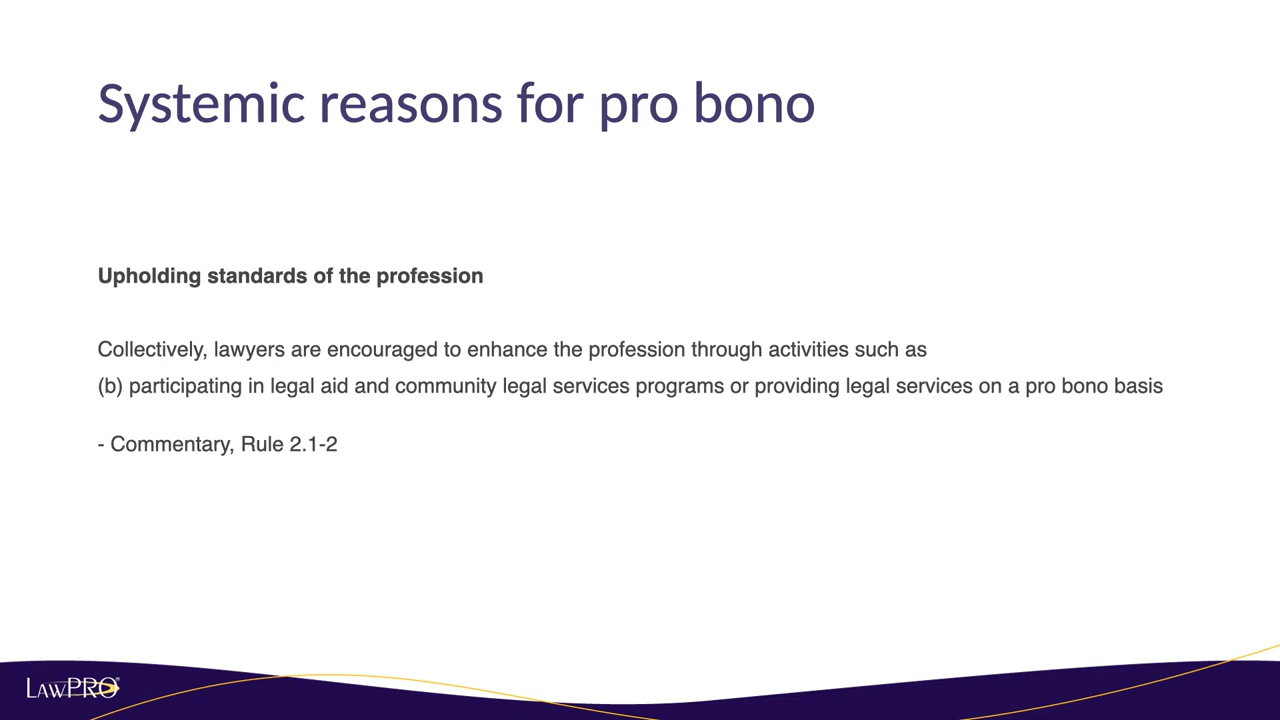 Systemic reasons for pro bono
Upholding standards of the profession
Collectively, lawyers are encouraged to enhance the profession through activities such as
(b) participating in legal aid and community legal services programs or providing legal services on a pro bono basis
- Commentary, Rule 2.1-2
LAWPRO®